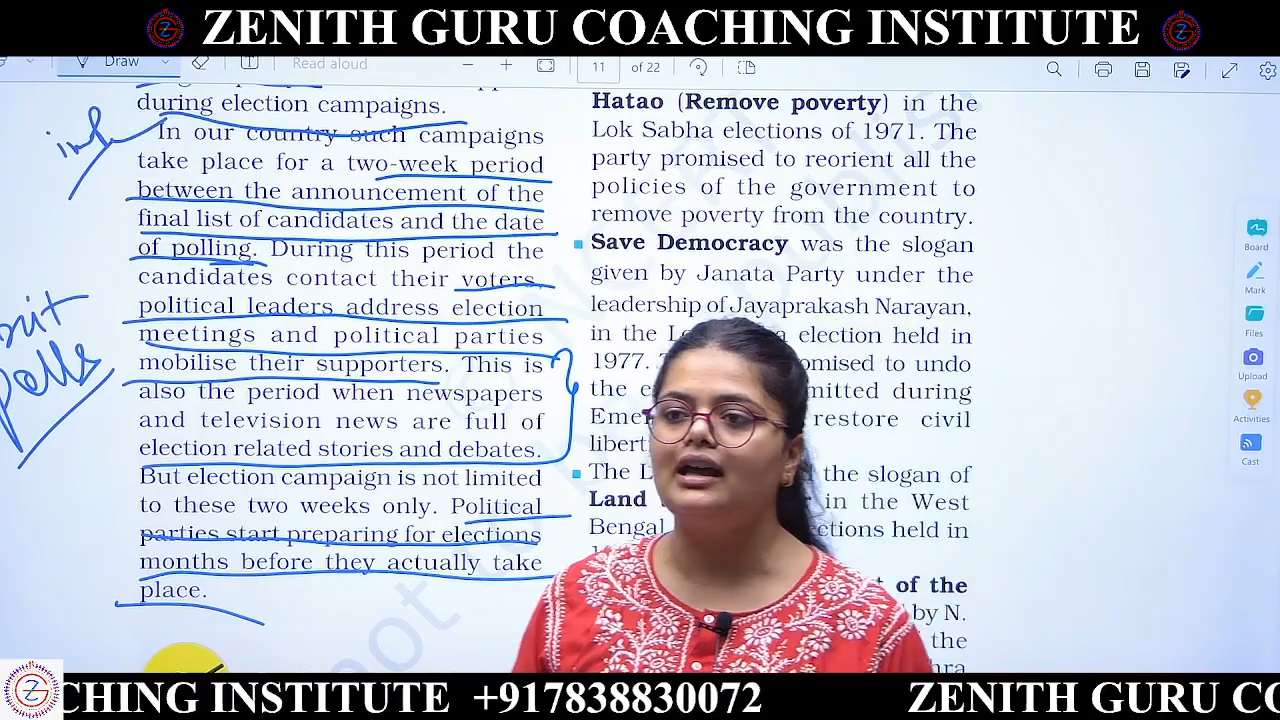 ZENITH GURU COACHING INSTITUTE
Draw
Read aloud
11 of 22
during election campaigns.
In our country such campaigns
take place for a two-week period
between the announcement of the
final list of candidates and the date
of polling. During this period the
candidates contact their voters,
political leaders address election
meetings and political parties
mobilise their supporters. This is
also the period when newspapers
and television news are full of
election related stories and debates.
But election campaign is not limited
to these two weeks only. Political
parties start preparing for elections
months before they actually take
place.
polls
Hatao (Remove poverty) in the
Lok Sabha elections of 1971. The
party promised to reorient all the
policies of the government to
remove poverty from the country.
Save Democracy was the slogan
given by Janata Party under the
leadership of Jayaprakash Narayan,
in the election held in
1977.
the
restore civil
The the slogan of
Land in the West
Bengal held in
of the
by N.
the
Board
Mark
Files
Upload
Activities
Cast
CHING INSTITUTE +917838830072 ZENITH GURU CO